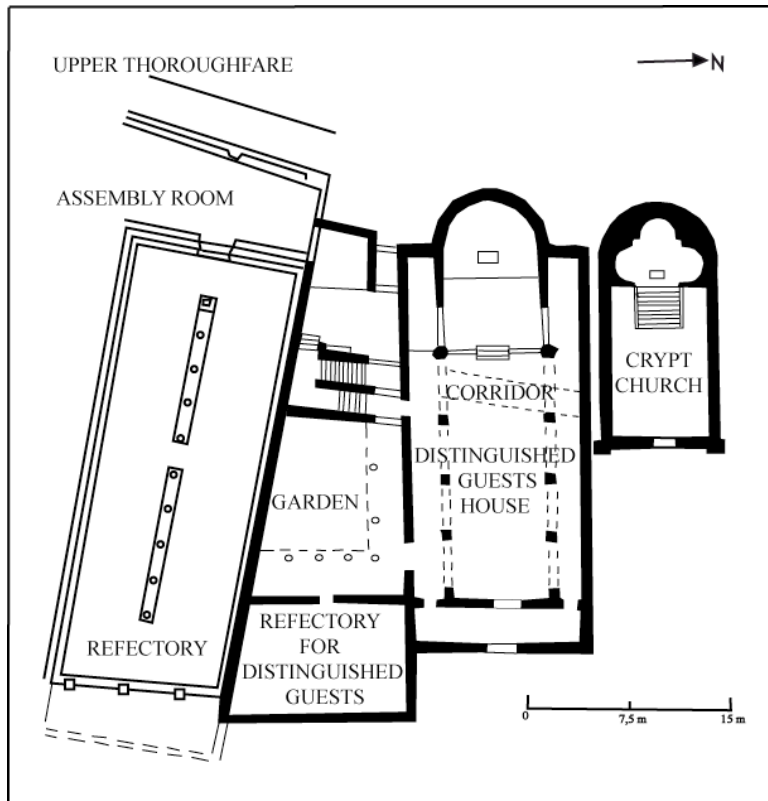 UPPER THOROUGHFARE
N
ASSEMBLY ROOM
CRYPT
CHURCH
CORRIDOR
DISTINGUISHED
GUESTS
HOUSE
GARDEN
REFECTORY
REFECTORY
FOR
DISTINGUISHED
GUESTS
0
7,5 m
15 m